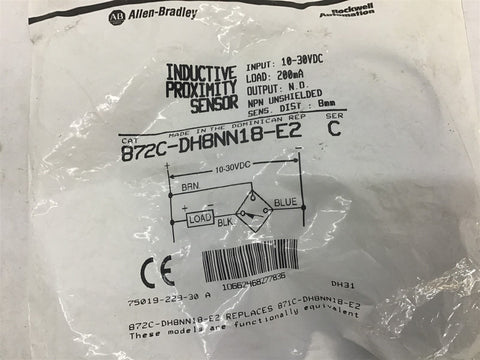 AB Allen-Bradley
Rockwell Automation
INDUCTIVE
PROXIMITY
SENSOR
INPUT: 10-30VDC
LOAD: 200mA
OUTPUT: N.O.
NPN UNSHIELDED
SENS. DIST.: 8mm
MADE IN THE DOMINICAN REP
CAT
872C-DH8NN18-E2
SER
C
+
-
10-30VDC
BRN
+ -
LOAD
BLK
BLUE
CE
10662468277836
75019-229-30 A
DH31
872C-DH8NN18-E2 REPLACES 871C-DH8NN18-E2
These models are functionally equivalent